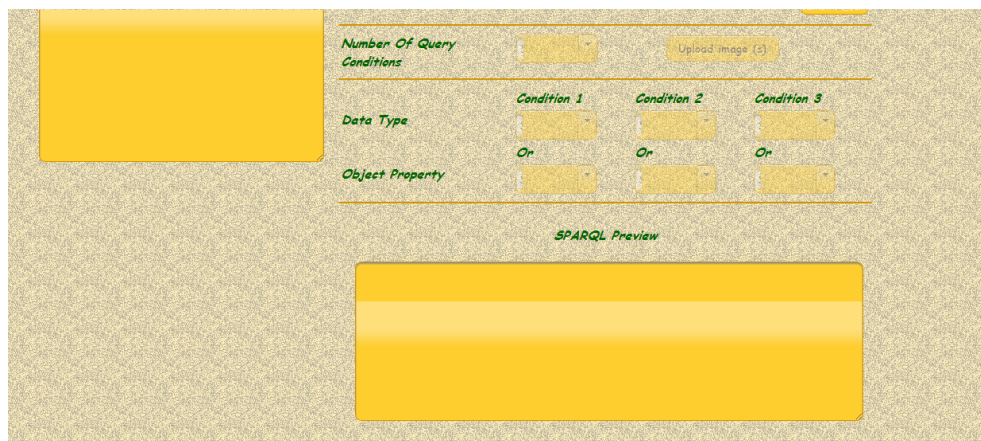 Number Of Query
Conditions
Upload image (s)
Condition 1 Condition 2 Condition 3
Data Type
Or Or Or
Object Property
SPARQL Preview